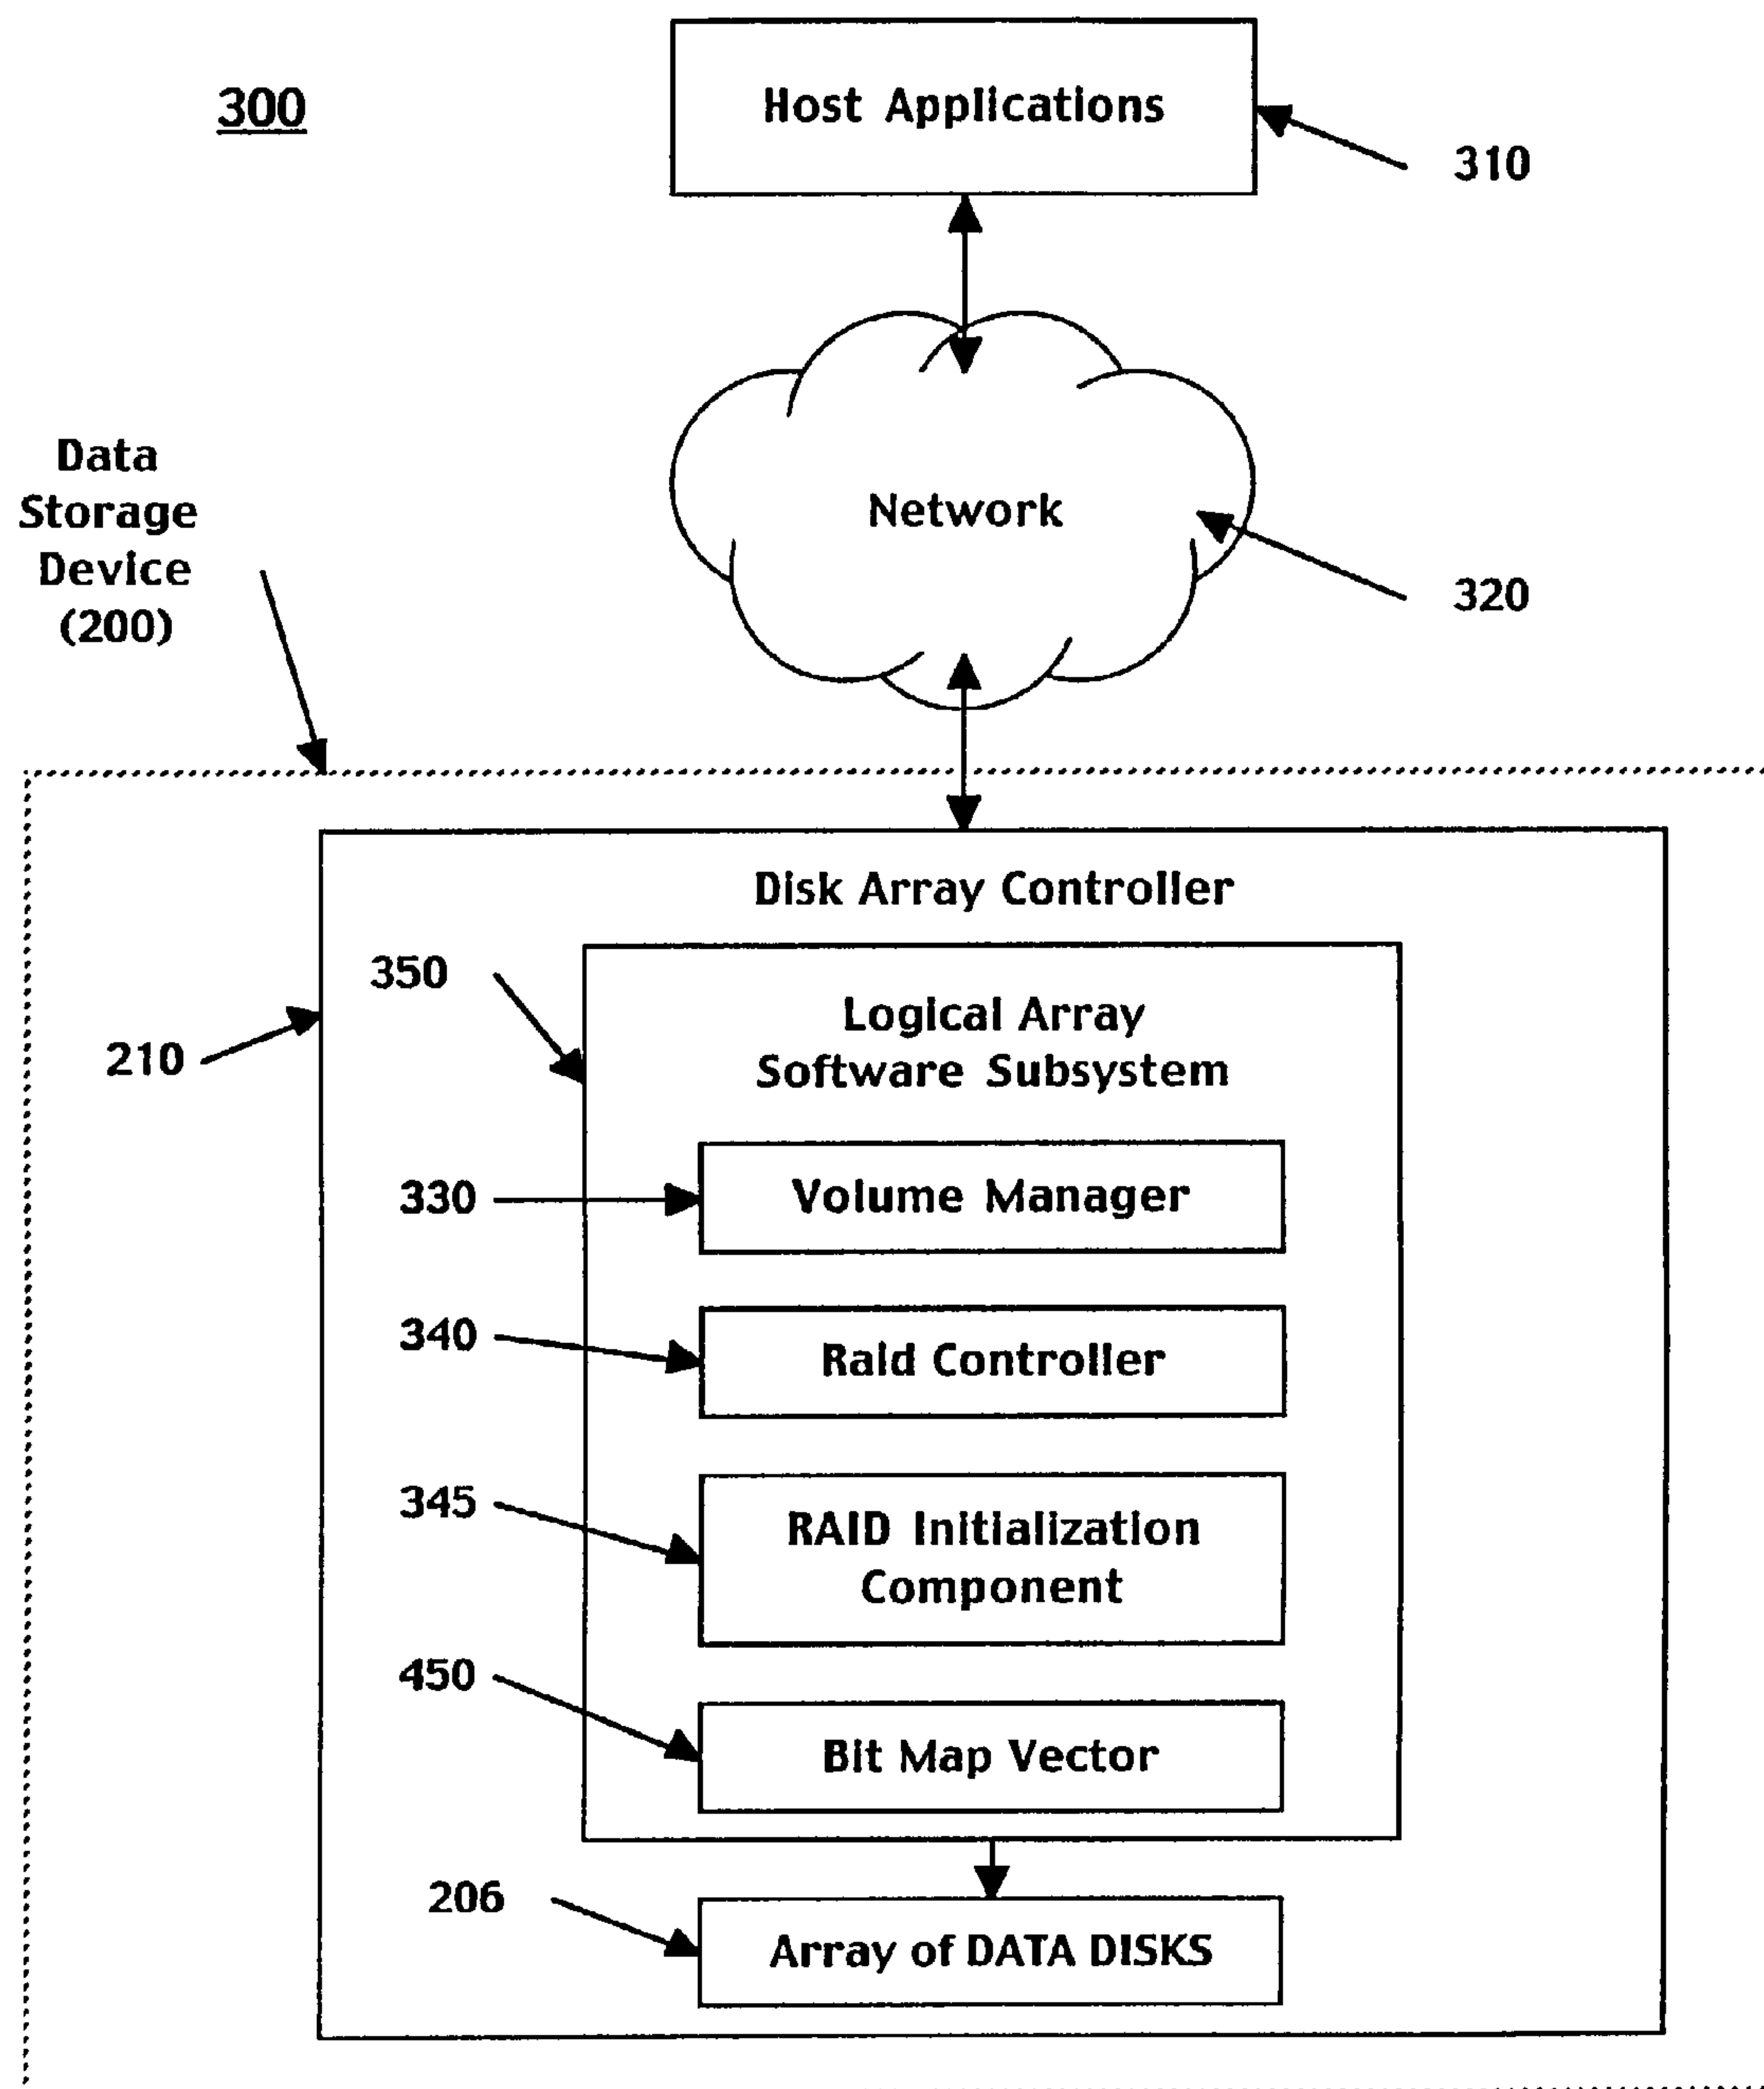 300
Host Applications
310
Data
Storage
Device
(200)
Network
320
Disk Array Controller
350
Logical Array
Software Subsystem
210
330
Volume Manager
340
Raid Controller
345
RAID Initialization
Component
450
Bit Map Vector
206
Array of DATA DISKS